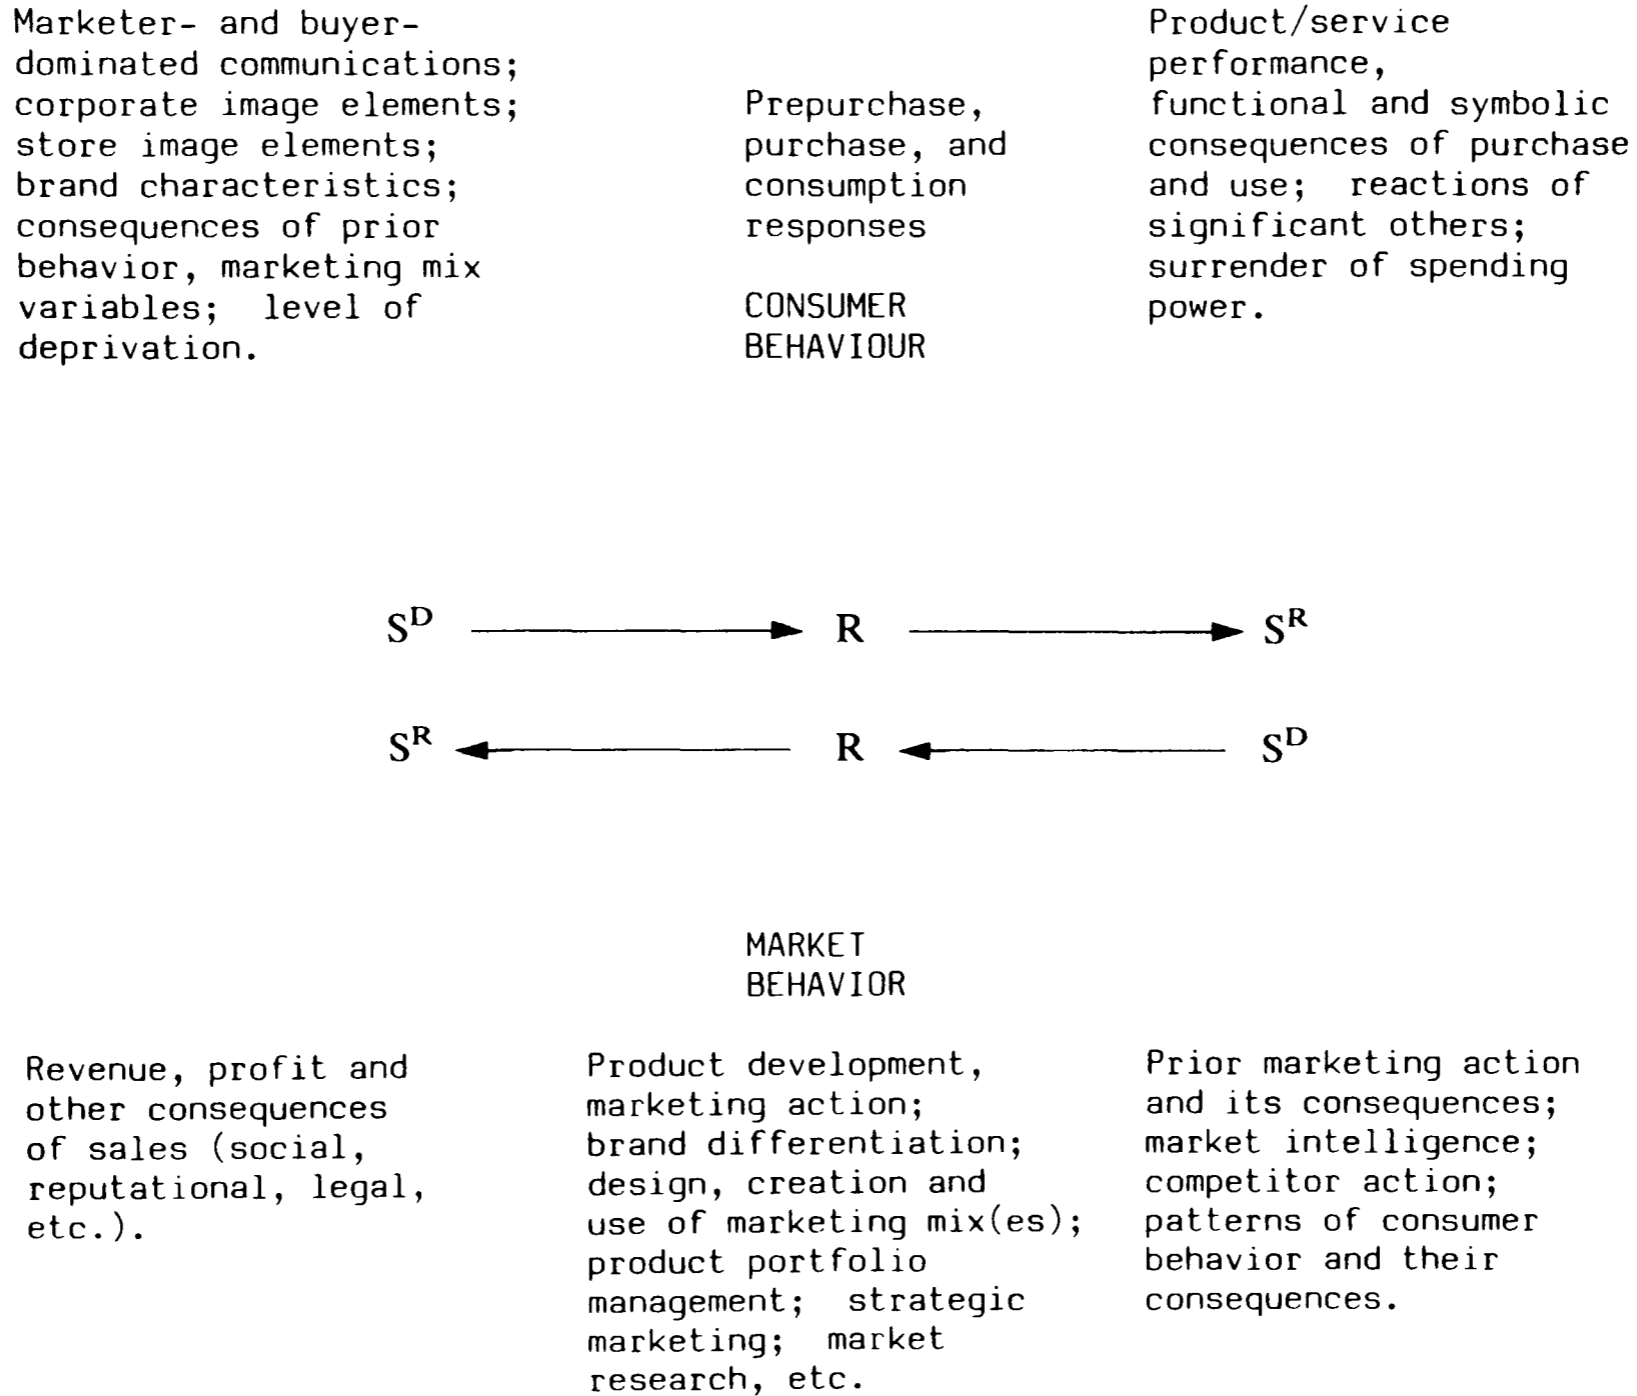 Marketer- and buyer-
dominated communications;
corporate image elements;
store image elements;
brand characteristics;
consequences of prior
behavior, marketing mix
variables; level of
deprivation.
Prepurchase,
purchase, and
consumption
responses
CONSUMER
BEHAVIOUR
Product/service
performance,
functional and symbolic
consequences of purchase
and use; reactions of
significant others;
surrender of spending
power.
S^D → R → S^R
S^R ← R ← S^D
MARKET
BEHAVIOR
Revenue, profit and
other consequences
of sales (social,
reputational, legal,
etc.).
Product development,
marketing action;
brand differentiation;
design, creation and
use of marketing mix(es);
product portfolio
management; strategic
marketing; market
research, etc.
Prior marketing action
and its consequences;
market intelligence;
competitor action;
patterns of consumer
behavior and their
consequences.